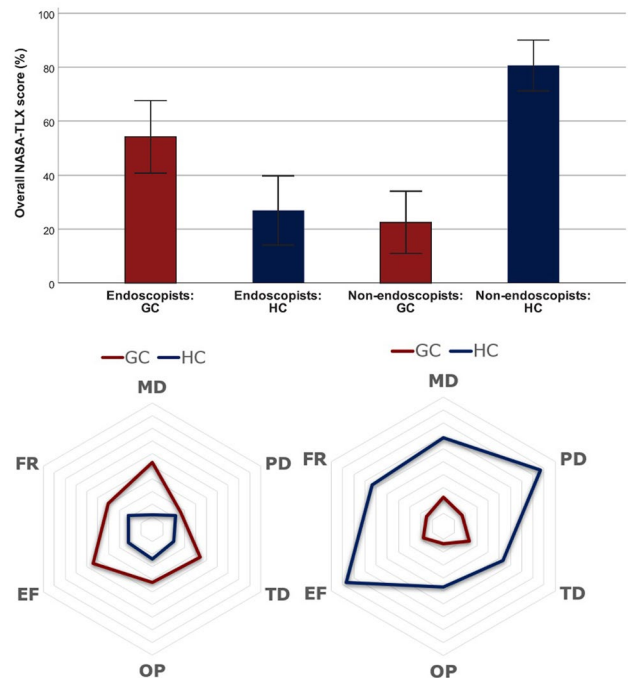 Overall NASA-TLX score (%)
100
80
60
40
20
0
Endoscopists:
GC
Endoscopists:
HC
Non-endoscopists:
GC
Non-endoscopists:
HC
GC HC
MD
FR PD
EF TD
OP
GC HC
MD
FR PD
EF TD
OP